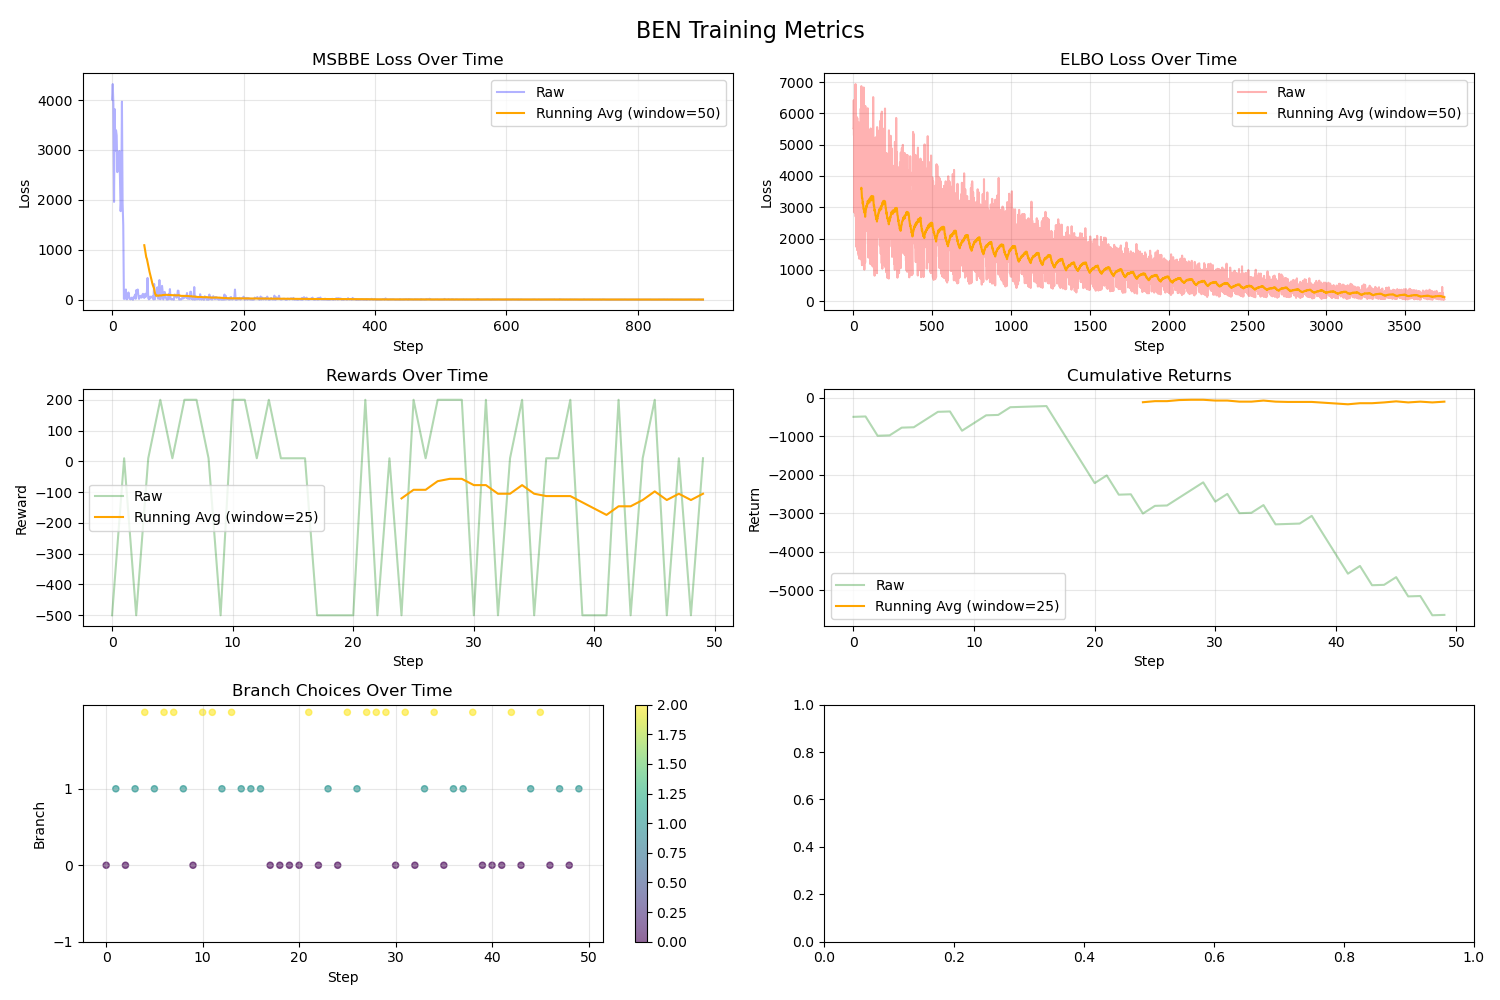 BEN Training Metrics
MSBBE Loss Over Time
Loss
4000
3000
2000
1000
0
Raw
Running Avg (window=50)
0 200 400 600 800
Step
ELBO Loss Over Time
Loss
7000
6000
5000
4000
3000
2000
1000
0
Raw
Running Avg (window=50)
0 500 1000 1500 2000 2500 3000 3500
Step
Rewards Over Time
Reward
200
100
0
−100
−200
−300
−400
−500
Raw
Running Avg (window=25)
0 10 20 30 40 50
Step
Cumulative Returns
Return
0
−1000
−2000
−3000
−4000
−5000
Raw
Running Avg (window=25)
0 10 20 30 40 50
Step
Branch Choices Over Time
Branch
1
0
−1
0 10 20 30 40 50
Step
2.00
1.75
1.50
1.25
1.00
0.75
0.50
0.25
0.00
1.0
0.8
0.6
0.4
0.2
0.0
0.0 0.2 0.4 0.6 0.8 1.0